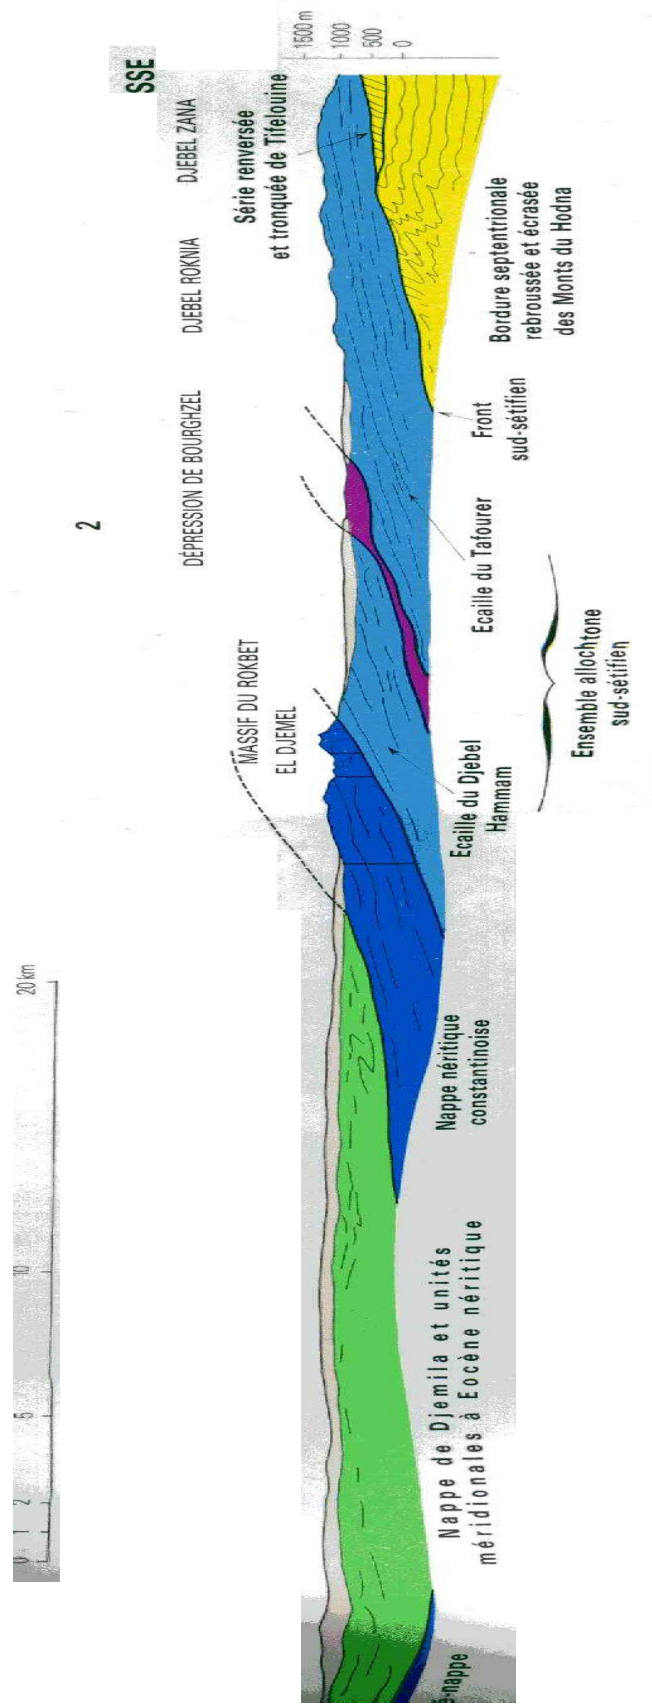 SSE
1500 m
1000
500
0
DJEBEL ZANA
DJEBEL ROKNIA
DÉPRESSION DE BOURGHZEL
MASSIF DU ROKBET
EL DJEMEL
2
Série renversée
et tronquée de Tifelouine
Bordure septentrionale
rebroussée et écrasée
des Monts du Hodna
Front
sud-sétifien
Ecaille du Tafourer
Ensemble allochtone
sud-sétifien
Ecaille du Djebel
Hammam
Nappe néritique
constantinoise
Nappe de Djemila et unités
méridionales à Eocène néritique
-nappe
0 1 2 5 10 20 km